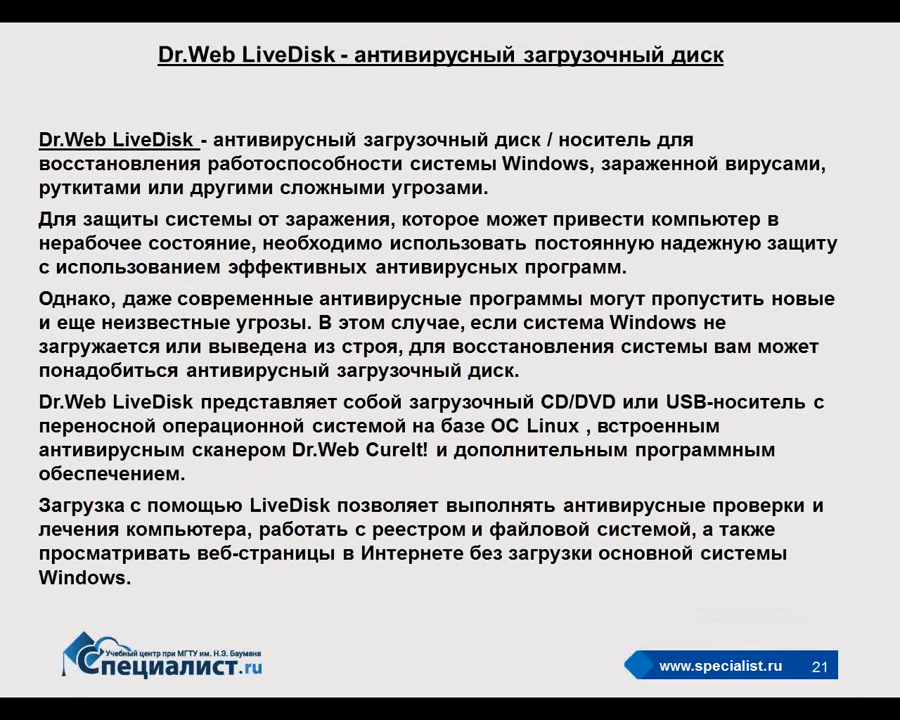 Dr.Web LiveDisk - антивирусный загрузочный диск
Dr.Web LiveDisk - антивирусный загрузочный диск / носитель для
восстановления работоспособности системы Windows, зараженной вирусами,
руткитами или другими сложными угрозами.
Для защиты системы от заражения, которое может привести компьютер в
нерабочее состояние, необходимо использовать постоянную надежную защиту
с использованием эффективных антивирусных программ.
Однако, даже современные антивирусные программы могут пропустить новые
и еще неизвестные угрозы. В этом случае, если система Windows не
загружается или выведена из строя, для восстановления системы вам может
понадобиться антивирусный загрузочный диск.
Dr.Web LiveDisk представляет собой загрузочный CD/DVD или USB-носитель с
переносной операционной системой на базе ОС Linux , встроенным
антивирусным сканером Dr.Web CureIt! и дополнительным программным
обеспечением.
Загрузка с помощью LiveDisk позволяет выполнять антивирусные проверки и
лечения компьютера, работать с реестром и файловой системой, а также
просматривать веб-страницы в Интернете без загрузки основной системы
Windows.
Учебный центр при МГТУ им. Н.Э. Баумана
Специалист.ru
www.specialist.ru 21